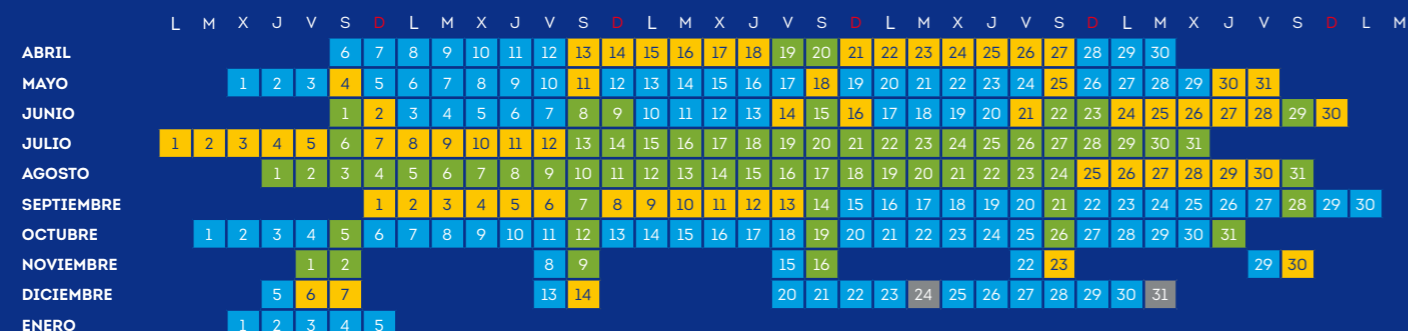 L M X J V S D L M X J V S D L M X J V S D L M X J V S D L M X J V S D L M
ABRIL 6 7 8 9 10 11 12 13 14 15 16 17 18 19 20 21 22 23 24 25 26 27 28 29 30
MAYO 1 2 3 4 5 6 7 8 9 10 11 12 13 14 15 16 17 18 19 20 21 22 23 24 25 26 27 28 29 30 31
JUNIO 1 2 3 4 5 6 7 8 9 10 11 12 13 14 15 16 17 18 19 20 21 22 23 24 25 26 27 28 29 30
JULIO 1 2 3 4 5 6 7 8 9 10 11 12 13 14 15 16 17 18 19 20 21 22 23 24 25 26 27 28 29 30 31
AGOSTO 1 2 3 4 5 6 7 8 9 10 11 12 13 14 15 16 17 18 19 20 21 22 23 24 25 26 27 28 29 30 31
SEPTIEMBRE 1 2 3 4 5 6 7 8 9 10 11 12 13 14 15 16 17 18 19 20 21 22 23 24 25 26 27 28 29 30
OCTUBRE 1 2 3 4 5 6 7 8 9 10 11 12 13 14 15 16 17 18 19 20 21 22 23 24 25 26 27 28 29 30 31
NOVIEMBRE 1 2 8 9 15 16 22 23 29 30
DICIEMBRE 5 6 7 13 14 20 21 22 23 24 25 26 27 28 29 30 31
ENERO 1 2 3 4 5